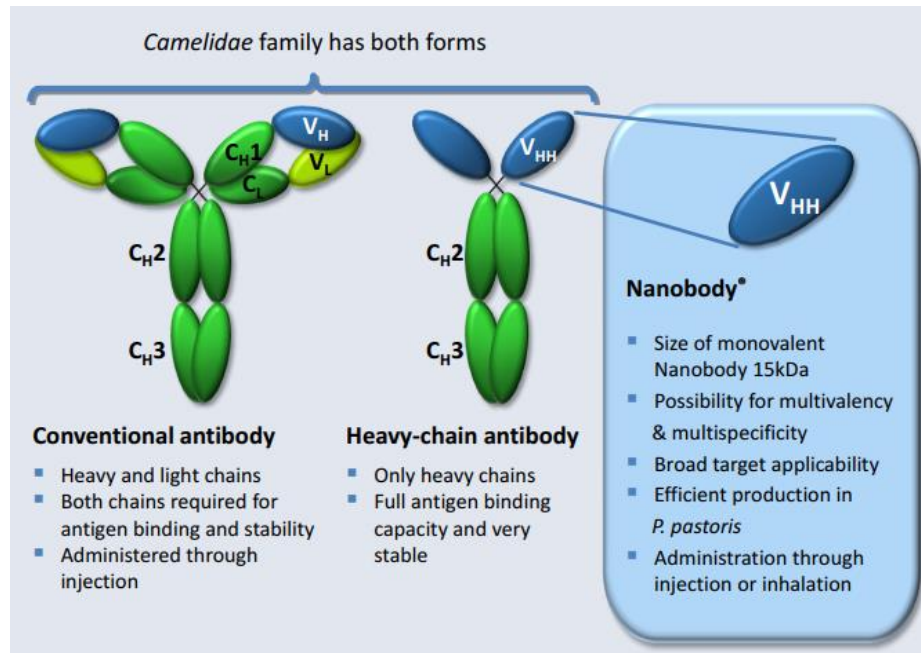 Camelidae family has both forms
VH
CH1
VL
CL
CH2
CH3
VHH
CH2
CH3
VHH
Conventional antibody
▪ Heavy and light chains
▪ Both chains required for
antigen binding and stability
▪ Administered through
injection
Heavy-chain antibody
▪ Only heavy chains
▪ Full antigen binding
capacity and very
stable
Nanobody®
▪ Size of monovalent
Nanobody 15kDa
▪ Possibility for multivalency
& multispecificity
▪ Broad target applicability
▪ Efficient production in
P. pastoris
▪ Administration through
injection or inhalation